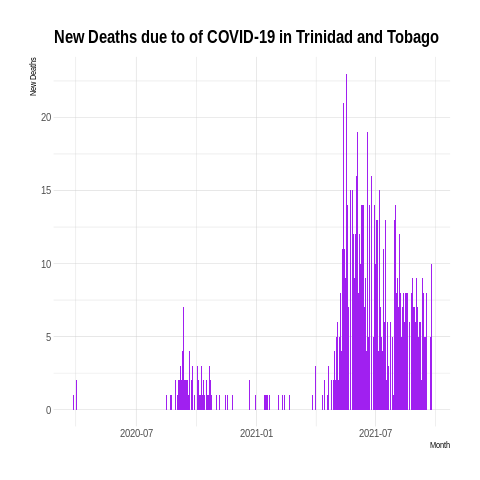 New Deaths due to of COVID-19 in Trinidad and Tobago
New Deaths
20
15
10
5
0
2020-07 2021-01 2021-07
Month